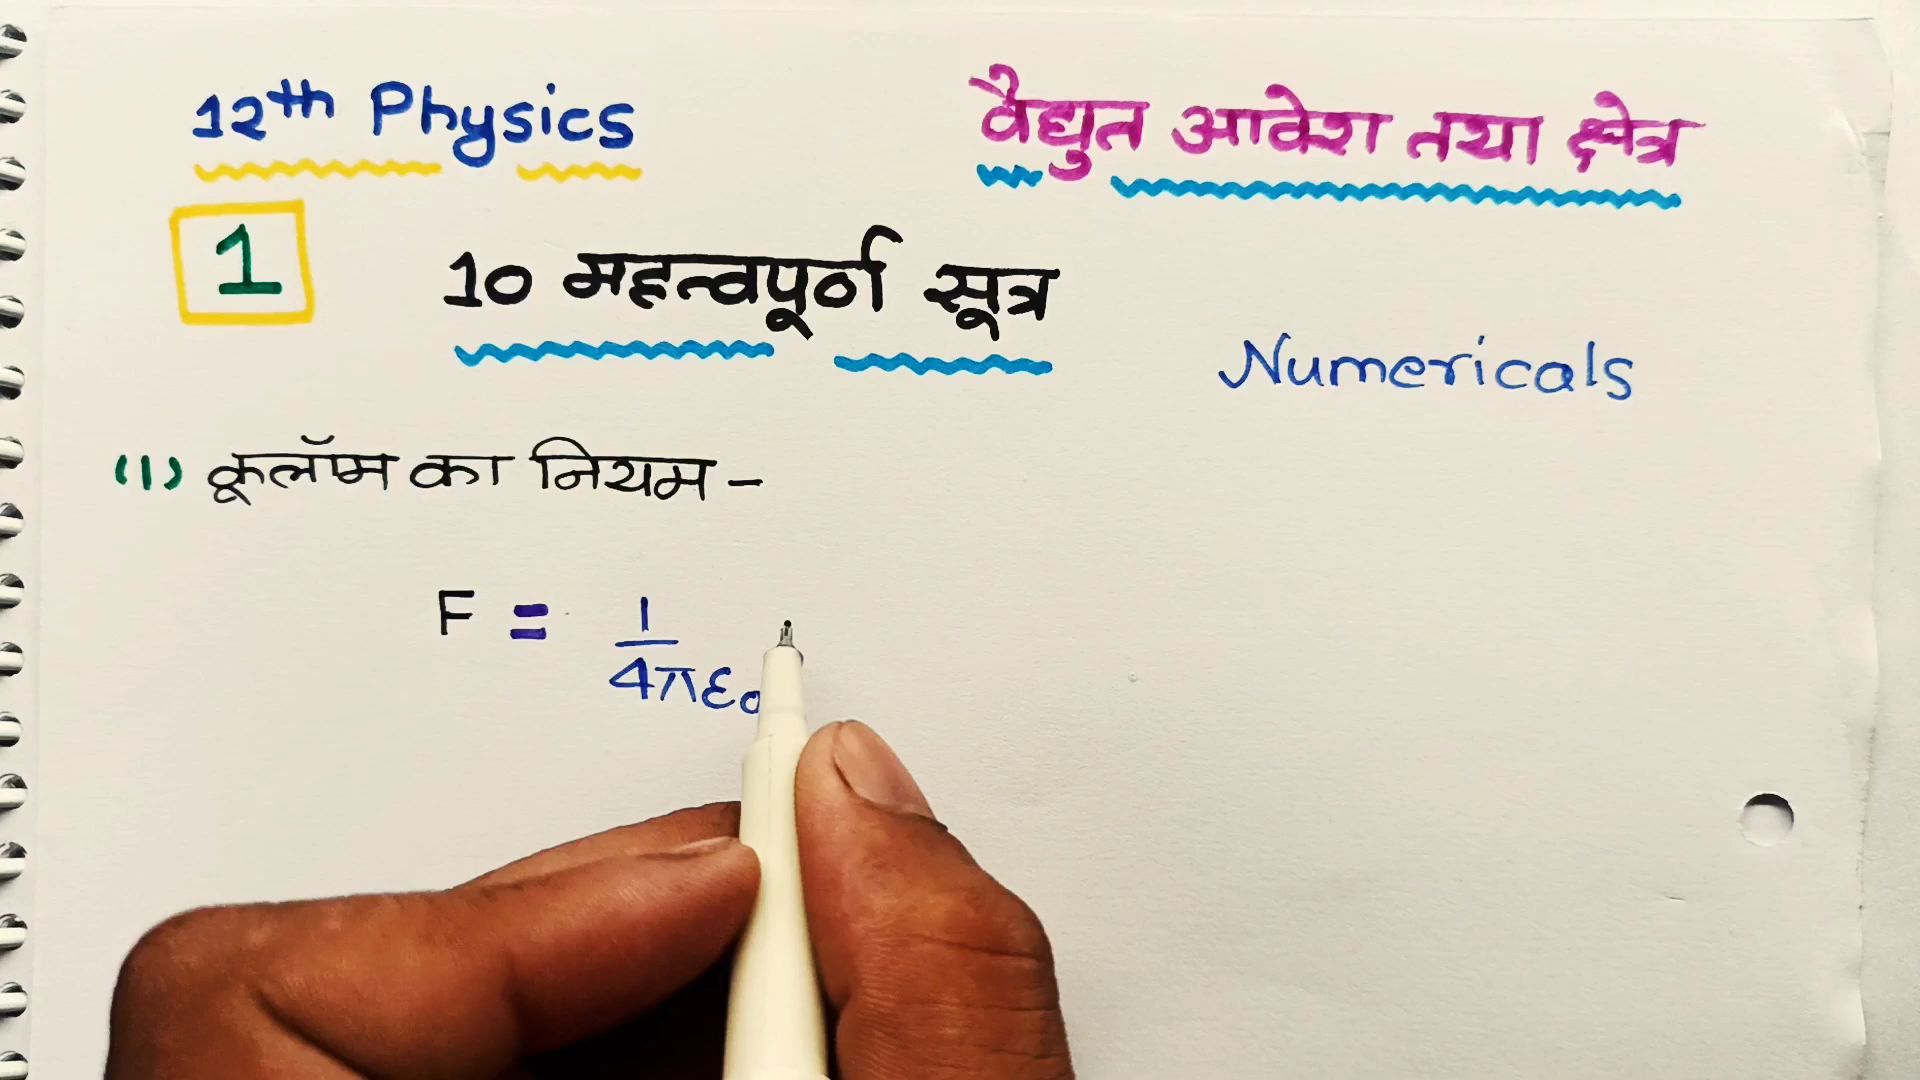 12th Physics
वैद्युत आवेश तथा क्षेत्र
1
10 महत्वपूर्ण सूत्र
Numericals
(1) कूलॉम का नियम -
F = 1/4πε₀